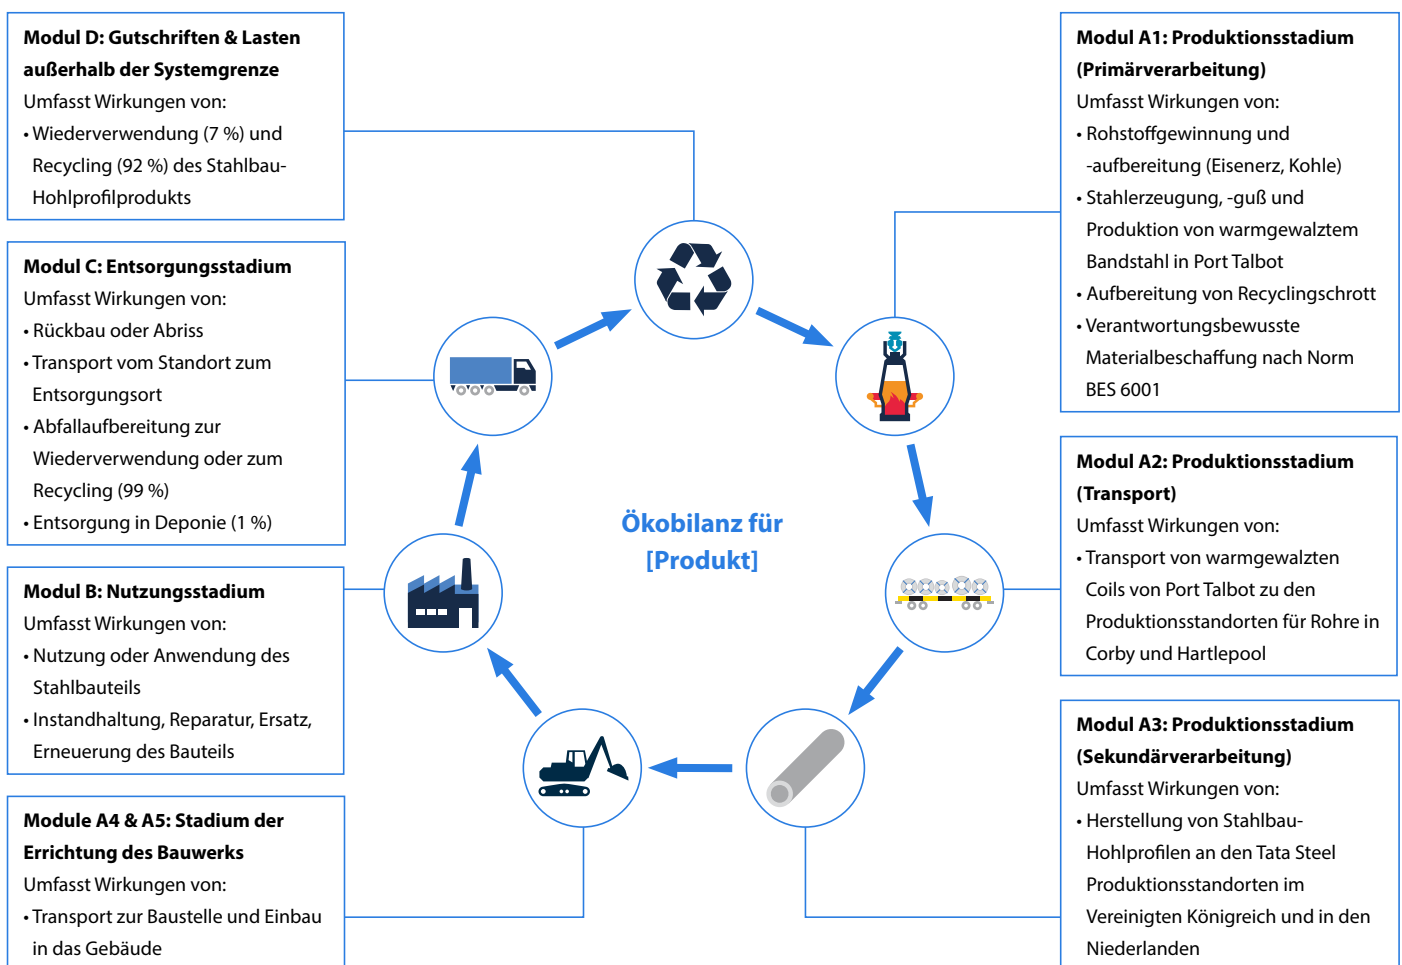 Modul D: Gutschriften & Lasten
außerhalb der Systemgrenze
Umfasst Wirkungen von:
• Wiederverwendung (7 %) und
Recycling (92 %) des Stahlbau-
Hohlprofilprodukts
Modul C: Entsorgungsstadium
Umfasst Wirkungen von:
• Rückbau oder Abriss
• Transport vom Standort zum
Entsorgungsort
• Abfallaufbereitung zur
Wiederverwendung oder zum
Recycling (99 %)
• Entsorgung in Deponie (1 %)
Modul B: Nutzungsstadium
Umfasst Wirkungen von:
• Nutzung oder Anwendung des
Stahlbauteils
• Instandhaltung, Reparatur, Ersatz,
Erneuerung des Bauteils
Module A4 & A5: Stadium der
Errichtung des Bauwerks
Umfasst Wirkungen von:
• Transport zur Baustelle und Einbau
in das Gebäude
Ökobilanz für
[Produkt]
Modul A1: Produktionsstadium
(Primärverarbeitung)
Umfasst Wirkungen von:
• Rohstoffgewinnung und
-aufbereitung (Eisenerz, Kohle)
• Stahlerzeugung, -guß und
Produktion von warmgewalztem
Bandstahl in Port Talbot
• Aufbereitung von Recyclingschrott
• Verantwortungsbewusste
Materialbeschaffung nach Norm
BES 6001
Modul A2: Produktionsstadium
(Transport)
Umfasst Wirkungen von:
• Transport von warmgewalzten
Coils von Port Talbot zu den
Produktionsstandorten für Rohre in
Corby und Hartlepool
Modul A3: Produktionsstadium
(Sekundärverarbeitung)
Umfasst Wirkungen von:
• Herstellung von Stahlbau-
Hohlprofilen an den Tata Steel
Produktionsstandorten im
Vereinigten Königreich und in den
Niederlanden